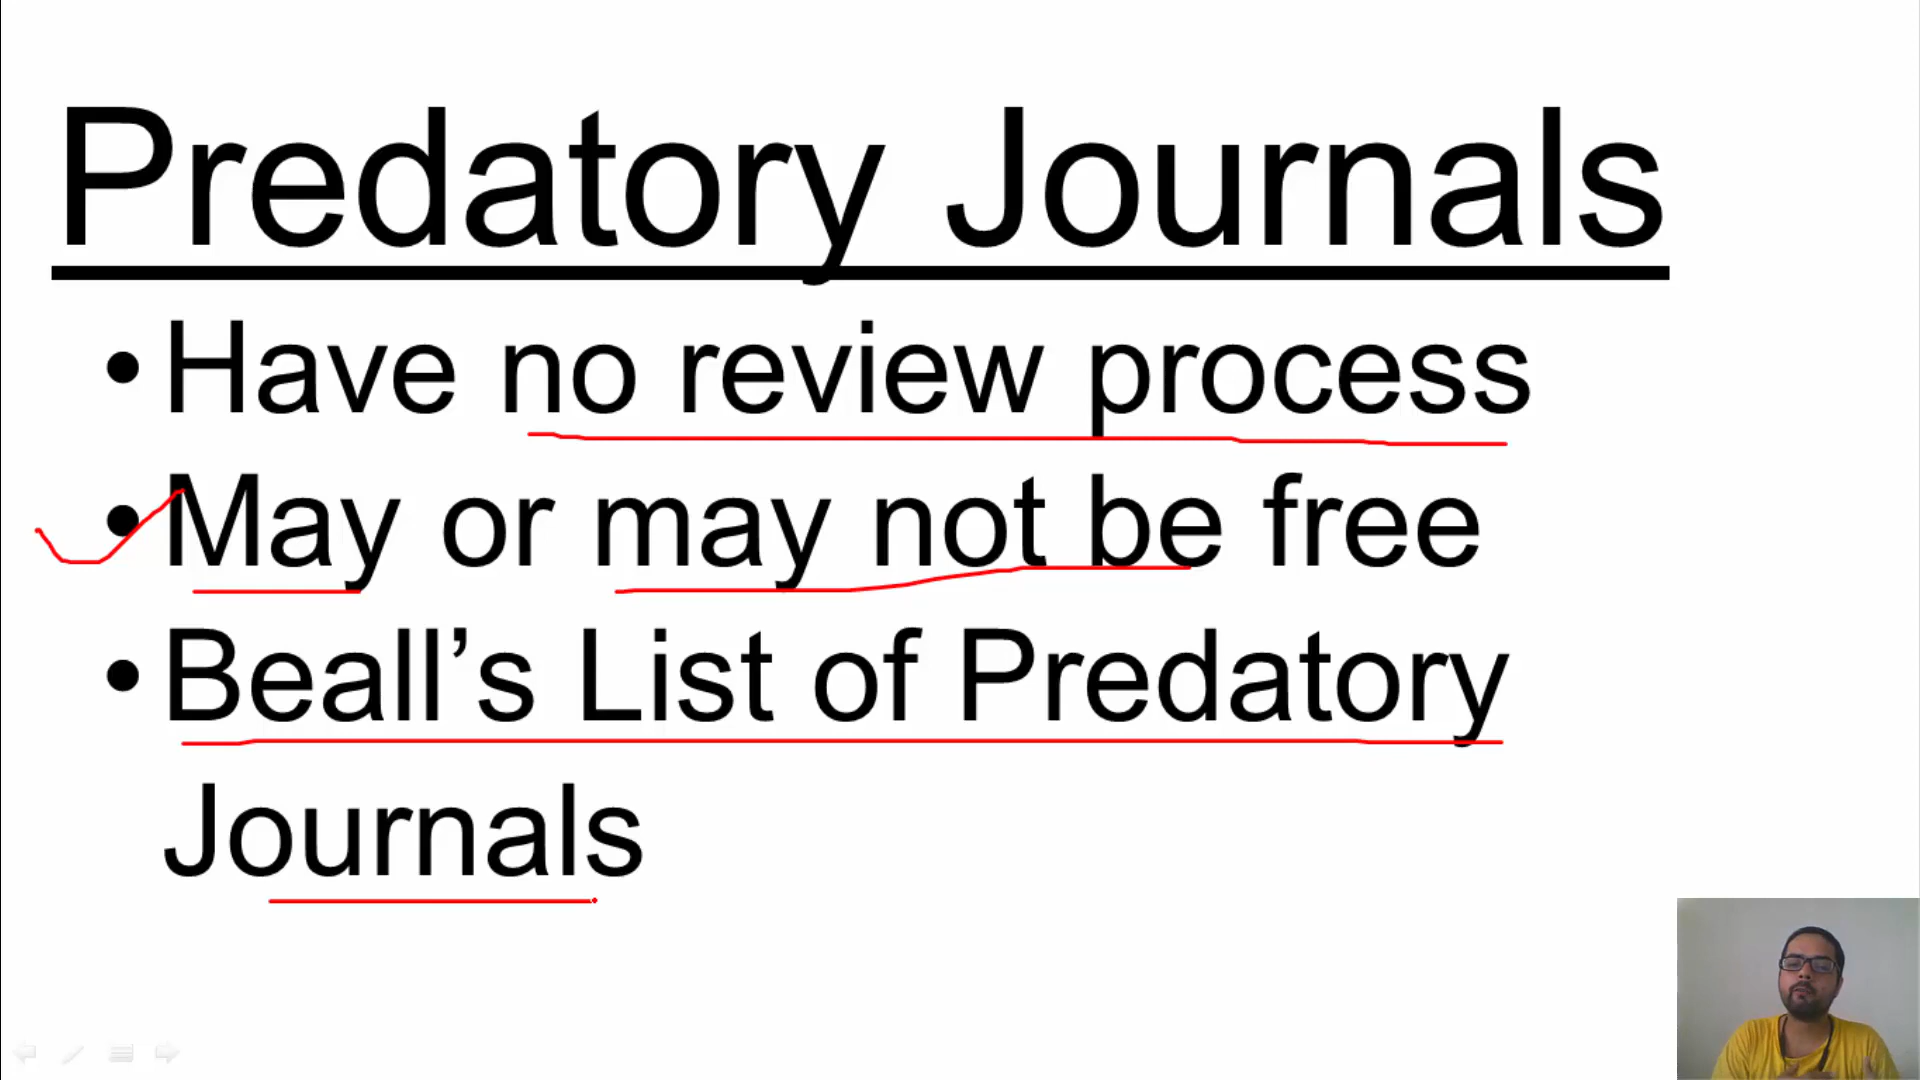 Predatory Journals
• Have no review process
• May or may not be free
• Beall’s List of Predatory
Journals